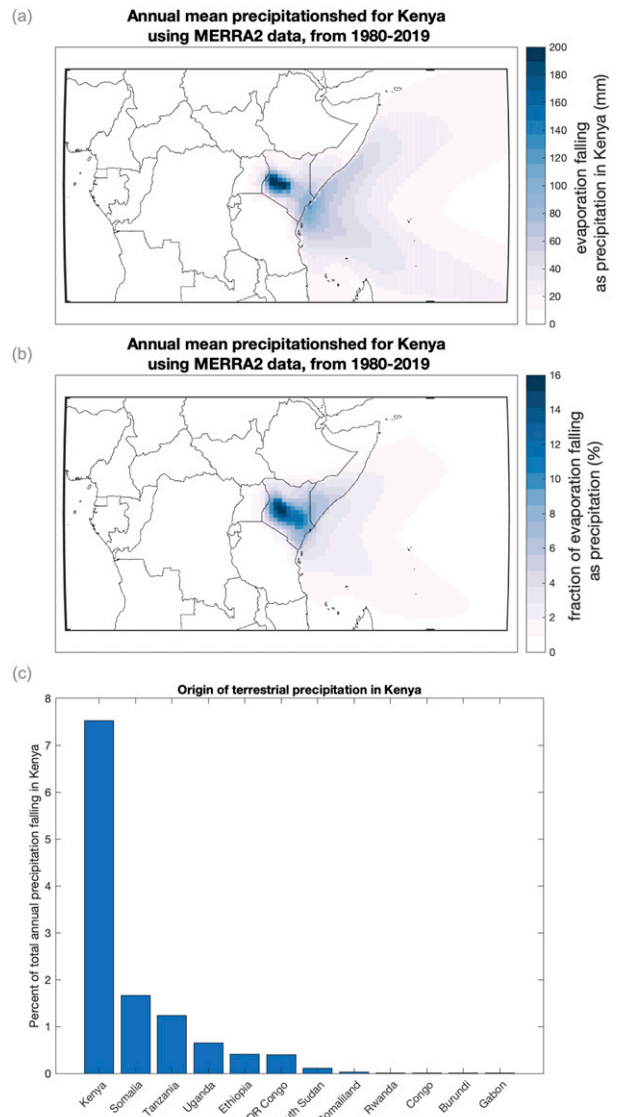 (a)
Annual mean precipitationshed for Kenya
using MERRA2 data, from 1980-2019
200
180
160
140
120
100
80
60
40
20
0
evaporation falling
as precipitation in Kenya (mm)
(b)
Annual mean precipitationshed for Kenya
using MERRA2 data, from 1980-2019
16
14
12
10
8
6
4
2
0
fraction of evaporation falling
as precipitation (%)
(c)
Origin of terrestrial precipitation in Kenya
Percent of total annual precipitation falling in Kenya
8
7
6
5
4
3
2
1
0
Kenya
Somalia
Tanzania
Uganda
Ethiopia
DR Congo
th Sudan
omaliland
Rwanda
Congo
Burundi
Gabon